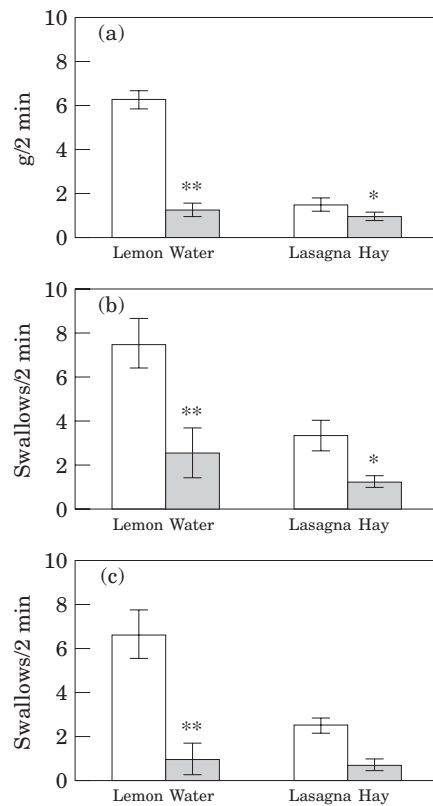 (a)
g/2 min
10
8
6
4
2
0
**
*
Lemon Water
Lasagna Hay
(b)
Swallows/2 min
10
8
6
4
2
0
**
*
Lemon Water
Lasagna Hay
(c)
Swallows/2 min
10
8
6
4
2
0
**
Lemon Water
Lasagna Hay